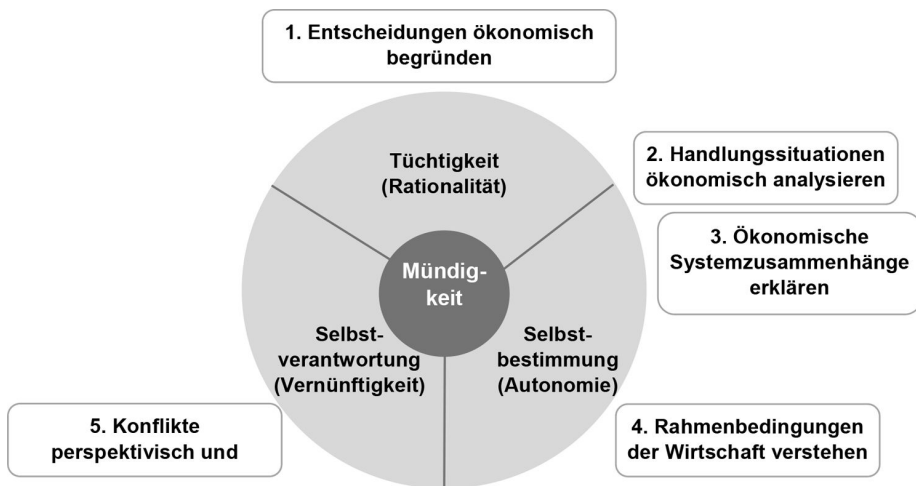 1. Entscheidungen ökonomisch
begründen
Tüchtigkeit
(Rationalität)
2. Handlungssituationen
ökonomisch analysieren
3. Ökonomische
Systemzusammenhänge
erklären
Mündig-
keit
Selbst-
verantwortung
(Vernünftigkeit)
Selbst-
bestimmung
(Autonomie)
5. Konflikte
perspektivisch und
4. Rahmenbedingungen
der Wirtschaft verstehen